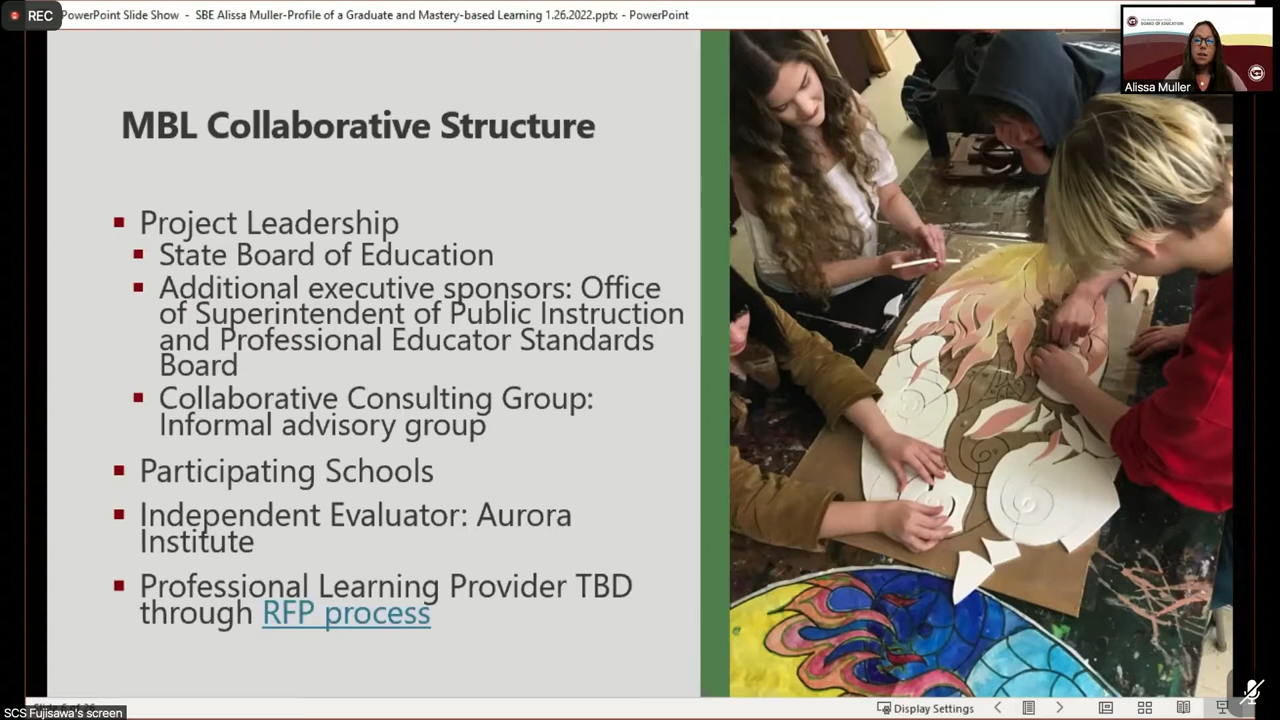 REC
PowerPoint Slide Show - SBE Alissa Muller-Profile of a Graduate and Mastery-based Learning 1.26.2022.pptx - PowerPoint
BOARD OF EDUCATION
Alissa Muller
MBL Collaborative Structure
Project Leadership
State Board of Education
Additional executive sponsors: Office
of Superintendent of Public Instruction
and Professional Educator Standards
Board
Collaborative Consulting Group:
Informal advisory group
Participating Schools
Independent Evaluator: Aurora
Institute
Professional Learning Provider TBD
through RFP process
Display Settings
SCS Fujisawa's screen